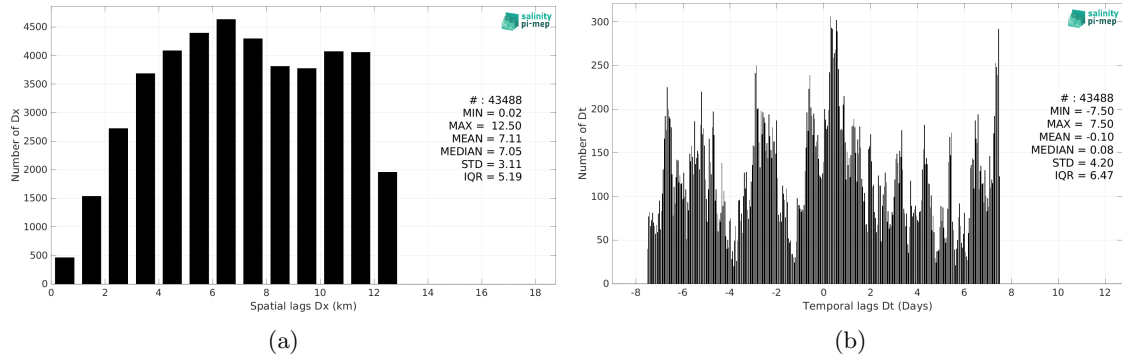 salinity
pi-mep
4500
4000
3500
3000
2500
2000
1500
1000
500
0
Number of Dx
# : 43488
MIN = 0.02
MAX = 12.50
MEAN = 7.11
MEDIAN = 7.05
STD = 3.11
IQR = 5.19
0 2 4 6 8 10 12 14 16 18
Spatial lags Dx (km)
(a)
salinity
pi-mep
300
250
200
150
100
50
0
Number of Dt
# : 43488
MIN = -7.50
MAX = 7.50
MEAN = -0.10
MEDIAN = 0.08
STD = 4.20
IQR = 6.47
-8 -6 -4 -2 0 2 4 6 8 10 12
Temporal lags Dt (Days)
(b)